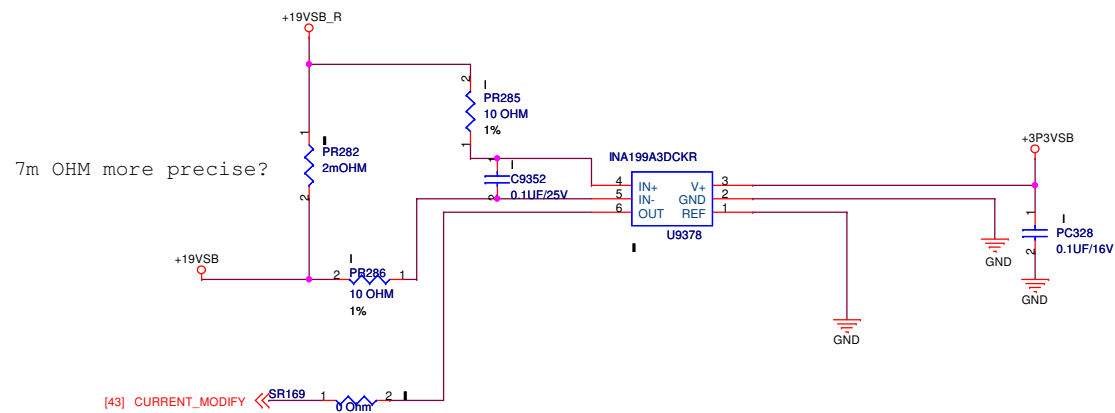 +19VSB_R
2
I
PR285
10 OHM
1%
1
1
I
PR282
2mOHM
2
7m OHM more precise?
1
I
C9352
0.1UF/25V
2
INA199A3DCKR
4 IN+ V+ 3
5 IN- GND 2
6 OUT REF 1
U9378
I
+3P3VSB
1
I
PC328
0.1UF/16V
2
GND
GND
GND
+19VSB
I
2 PR286 1
10 OHM
1%
[43] CURRENT_MODIFY
SR169
1 2 I
0 Ohm